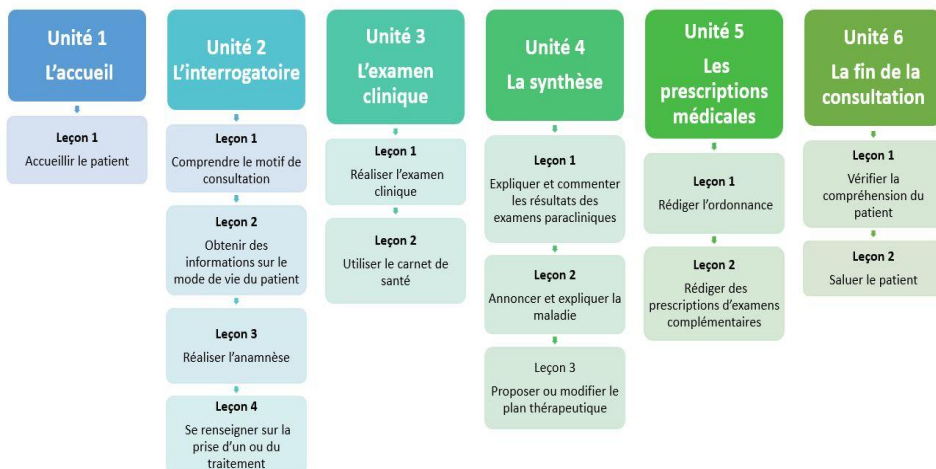 Unité 1
L’accueil
Leçon 1
Accueillir le patient
Unité 2
L’interrogatoire
Leçon 1
Comprendre le motif de
consultation
Leçon 2
Obtenir des
informations sur le
mode de vie du patient
Leçon 3
Réaliser l’anamnèse
Leçon 4
Se renseigner sur la
prise d’un ou du
traitement
Unité 3
L’examen
clinique
Leçon 1
Réaliser l’examen
clinique
Leçon 2
Utiliser le carnet de
santé
Unité 4
La synthèse
Leçon 1
Expliquer et commenter
les résultats des
examens paracliniques
Leçon 2
Annoncer et expliquer la
maladie
Leçon 3
Proposer ou modifier le
plan thérapeutique
Unité 5
Les
prescriptions
médicales
Leçon 1
Rédiger l’ordonnance
Leçon 2
Rédiger des
prescriptions d’examens
complémentaires
Unité 6
La fin de la
consultation
Leçon 1
Vérifier la
compréhension du
patient
Leçon 2
Saluer le patient